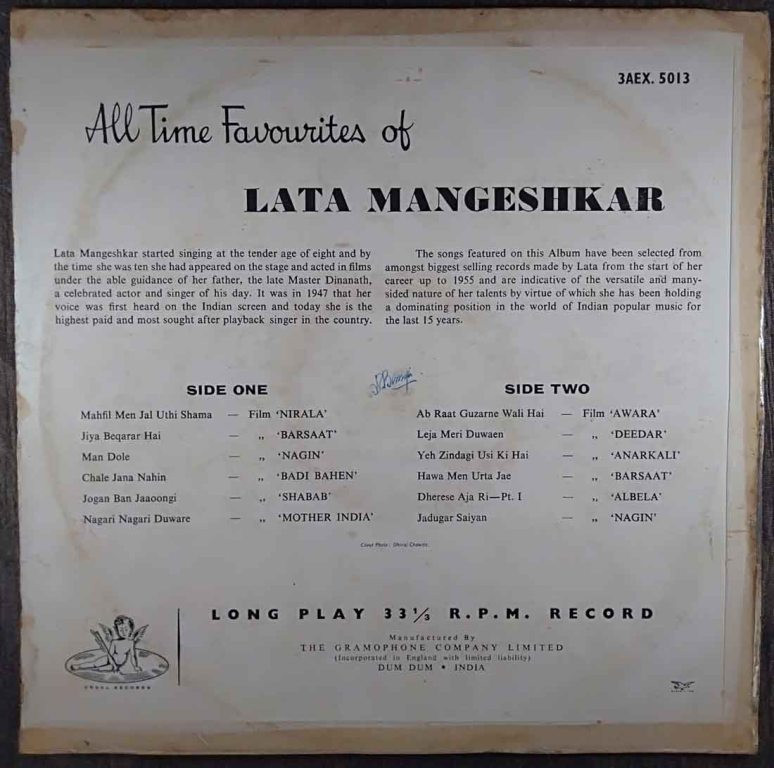 3AEX. 5013
All Time Favourites of
LATA MANGESHKAR
Lata Mangeshkar started singing at the tender age of eight and by
the time she was ten she had appeared on the stage and acted in films
under the able guidance of her father, the late Master Dinanath,
a celebrated actor and singer of his day. It was in 1947 that her
voice was first heard on the Indian screen and today she is the
highest paid and most sought after playback singer in the country.
The songs featured on this Album have been selected from
amongst biggest selling records made by Lata from the start of her
career up to 1955 and are indicative of the versatile and many-
sided nature of her talents by virtue of which she has been holding
a dominating position in the world of Indian popular music for
the last 15 years.
SIDE ONE
Mahfil Men Jal Uthi Shama — Film 'NIRALA'
Jiya Beqarar Hai — „ 'BARSAAT'
Man Dole — „ 'NAGIN'
Chale Jana Nahin — „ 'BADI BAHEN'
Jogan Ban Jaaoongi — „ 'SHABAB'
Nagari Nagari Duware — „ 'MOTHER INDIA'
SIDE TWO
Ab Raat Guzarne Wali Hai — Film 'AWARA'
Leja Meri Duwaen — „ 'DEEDAR'
Yeh Zindagi Usi Ki Hai — „ 'ANARKALI'
Hawa Men Urta Jae — „ 'BARSAAT'
Dherese Aja Ri—Pt. I — „ 'ALBELA'
Jadugar Saiyan — „ 'NAGIN'
Cover Photo : Dhiraj Chawda.
LONG PLAY 33⅓ R.P.M. RECORD
Manufactured By
THE GRAMOPHONE COMPANY LIMITED
(Incorporated in England with limited liability)
DUM DUM • INDIA
ANGEL RECORDS